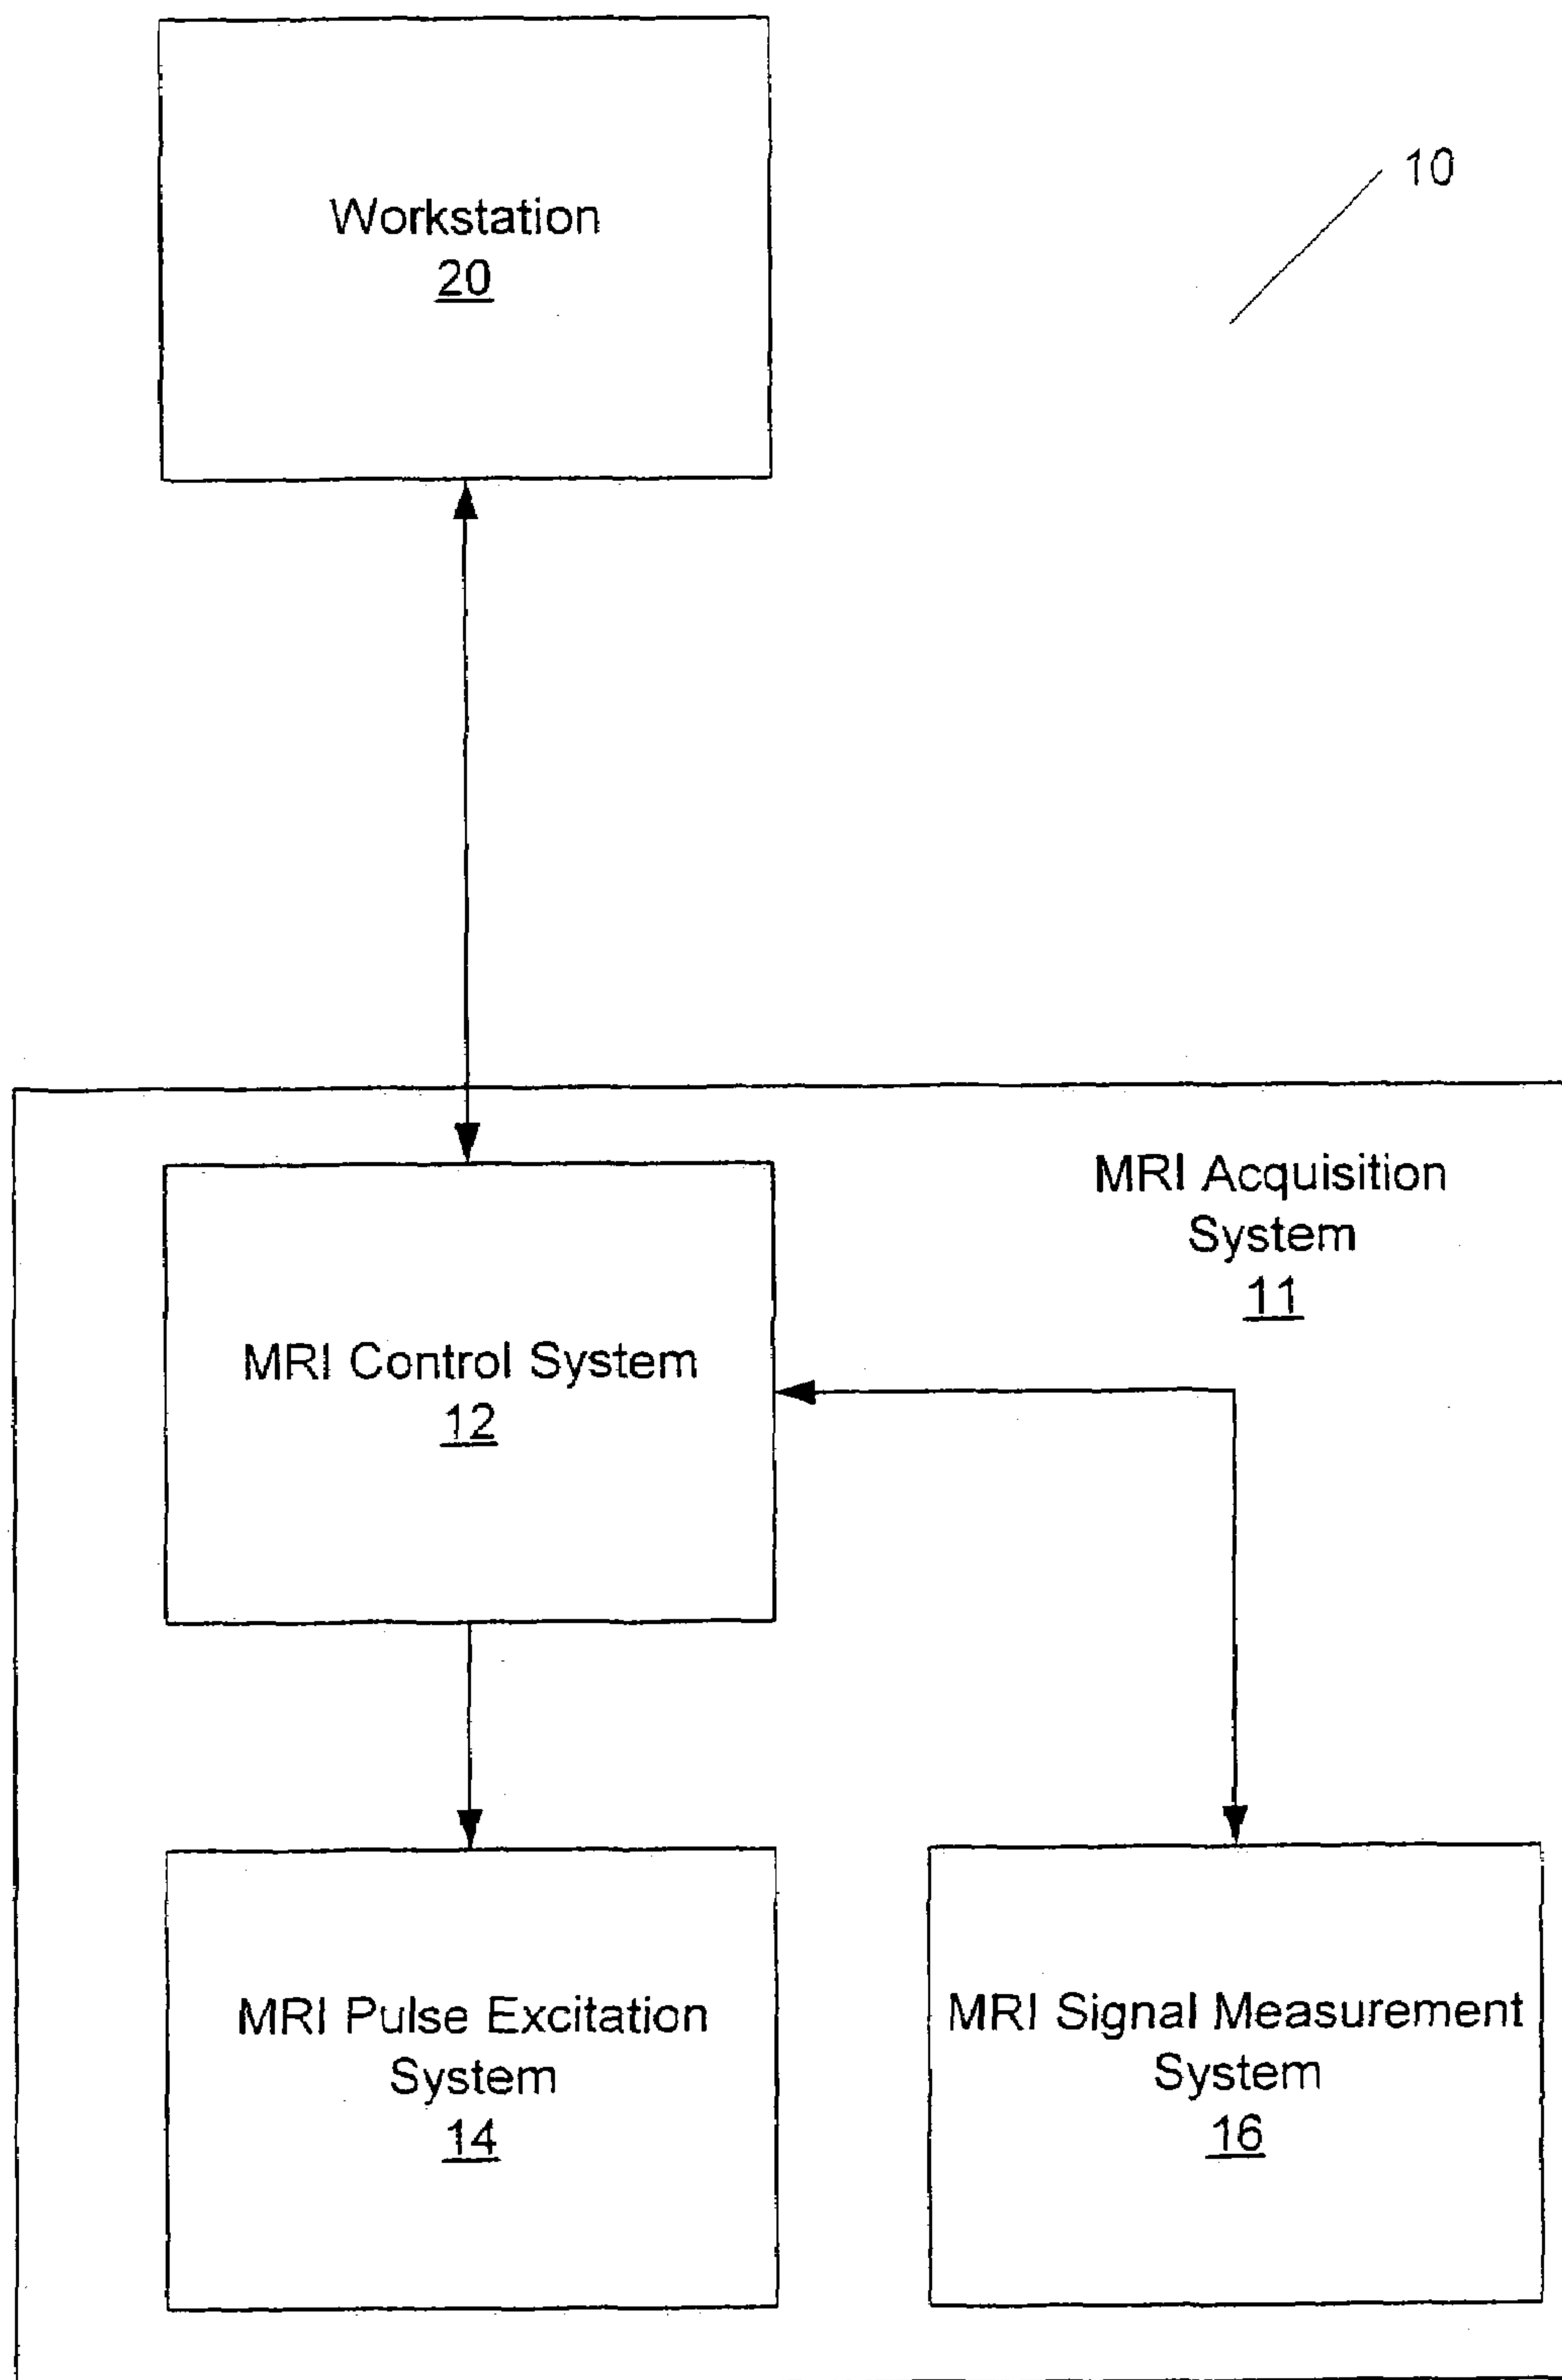 Workstation
20
10
MRI Acquisition
System
11
MRI Control System
12
MRI Pulse Excitation
System
14
MRI Signal Measurement
System
16